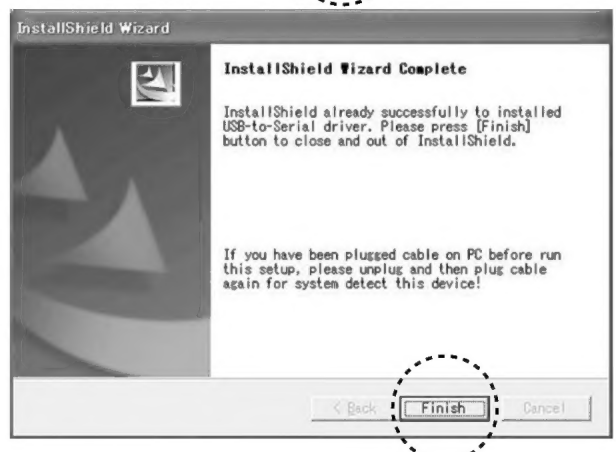 InstallShield Wizard
InstallShield Wizard Complete
InstallShield already successfully to installed
USB-to-Serial driver. Please press [Finish]
button to close and out of InstallShield.
If you have been plugged cable on PC before run
this setup, please unplug and then plug cable
again for system detect this device!
< Back Finish Cancel